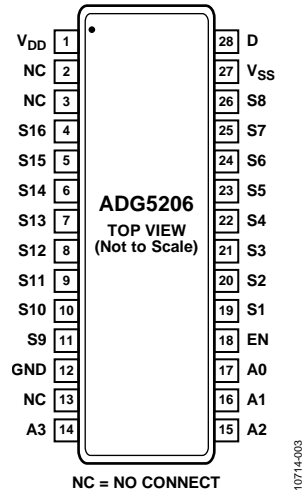 VDD 1
NC 2
NC 3
S16 4
S15 5
S14 6
S13 7
S12 8
S11 9
S10 10
S9 11
GND 12
NC 13
A3 14
ADG5206
TOP VIEW
(Not to Scale)
28 D
27 VSS
26 S8
25 S7
24 S6
23 S5
22 S4
21 S3
20 S2
19 S1
18 EN
17 A0
16 A1
15 A2
NC = NO CONNECT
10714-003